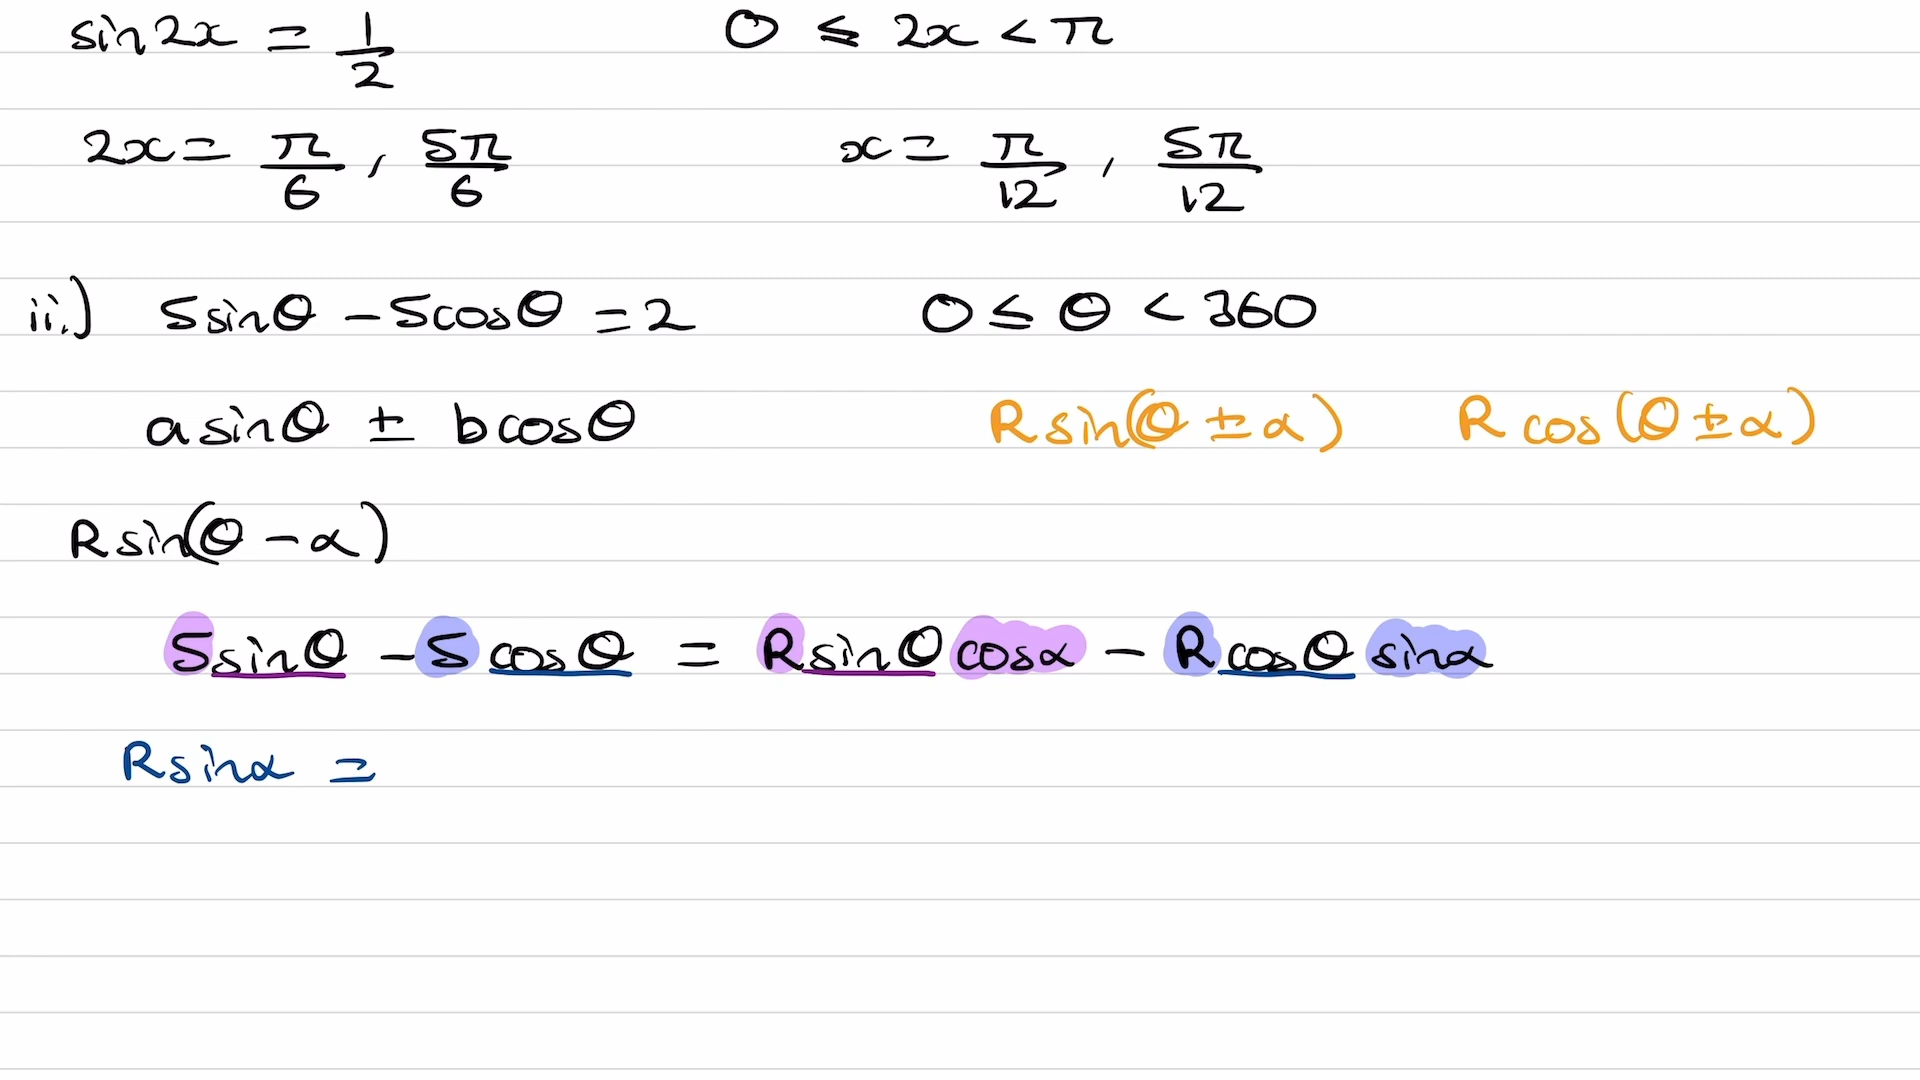 sin2x = 1/2 0 ≤ 2x < π
2x = π/6 , 5π/6 x = π/12 , 5π/12
ii.) 5sinθ - 5cosθ = 2 0 ≤ θ < 360
asinθ ± bcosθ Rsin(θ ± α) Rcos(θ ± α)
Rsin(θ - α)
5sinθ - 5cosθ = Rsinθcosα - Rcosθsinα
Rsinα =